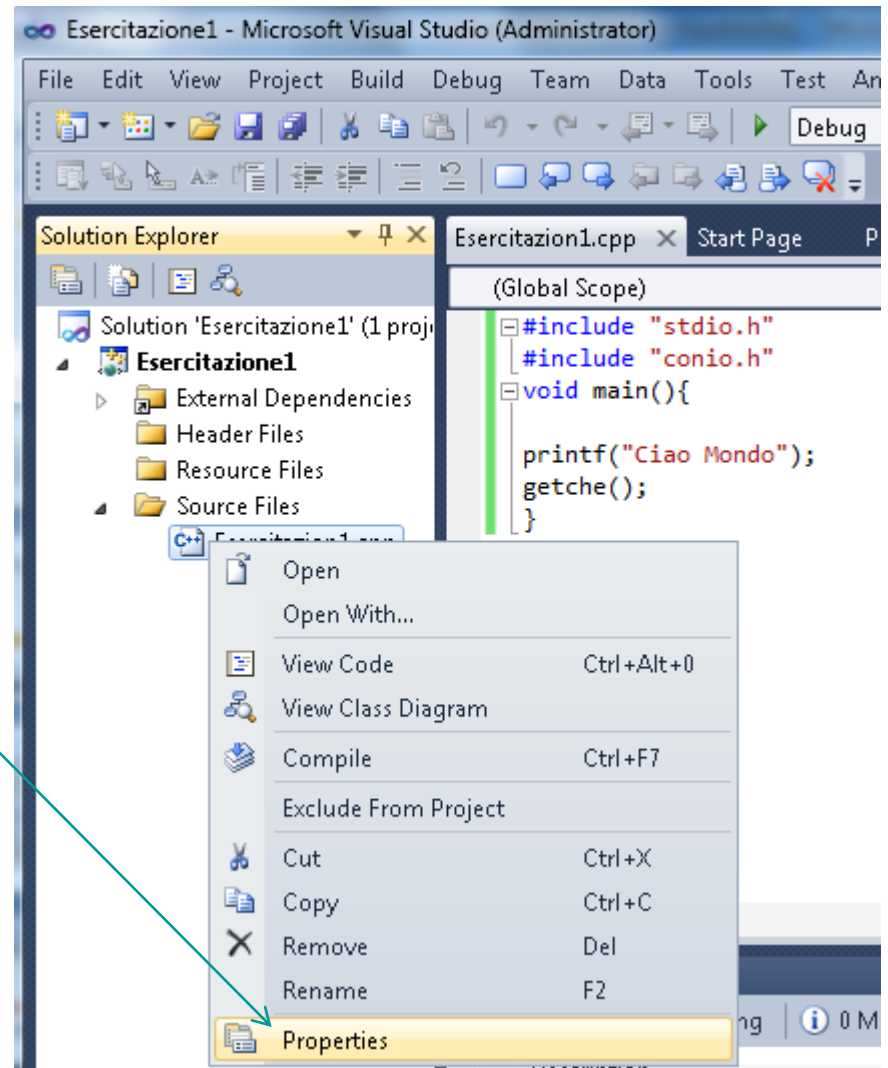 Esercitazione1 - Microsoft Visual Studio (Administrator)
File Edit View Project Build Debug Team Data Tools Test An
Debug
Solution Explorer
Esercitazion1.cpp Start Page P
(Global Scope)
Solution 'Esercitazione1' (1 proj
Esercitazione1
External Dependencies
Header Files
Resource Files
Source Files
#include "stdio.h"
#include "conio.h"
void main(){
printf("Ciao Mondo");
getche();
}
Open
Open With...
View Code Ctrl+Alt+0
View Class Diagram
Compile Ctrl+F7
Exclude From Project
Cut Ctrl+X
Copy Ctrl+C
Remove Del
Rename F2
Properties
ng 0 M